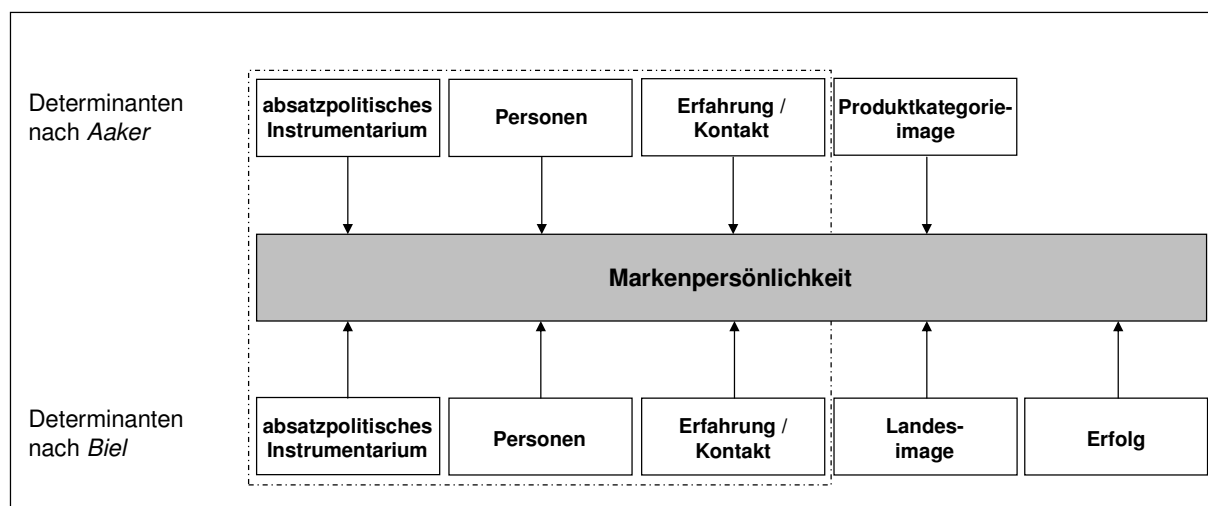 Determinanten
nach Aaker
absatzpolitisches
Instrumentarium
Personen
Erfahrung /
Kontakt
Produktkategorie-
image
Markenpersönlichkeit
Determinanten
nach Biel
absatzpolitisches
Instrumentarium
Personen
Erfahrung /
Kontakt
Landes-
image
Erfolg